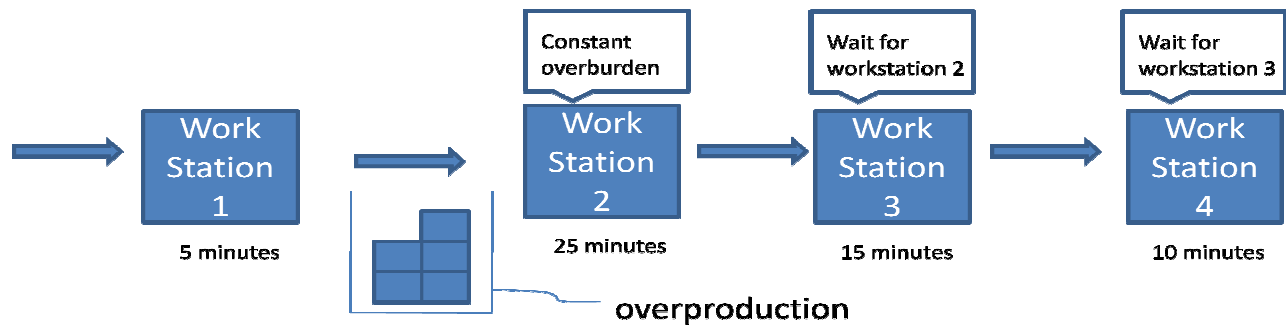 Constant
overburden
Wait for
workstation 2
Wait for
workstation 3
Work
Station
1
Work
Station
2
Work
Station
3
Work
Station
4
5 minutes
25 minutes
15 minutes
10 minutes
overproduction